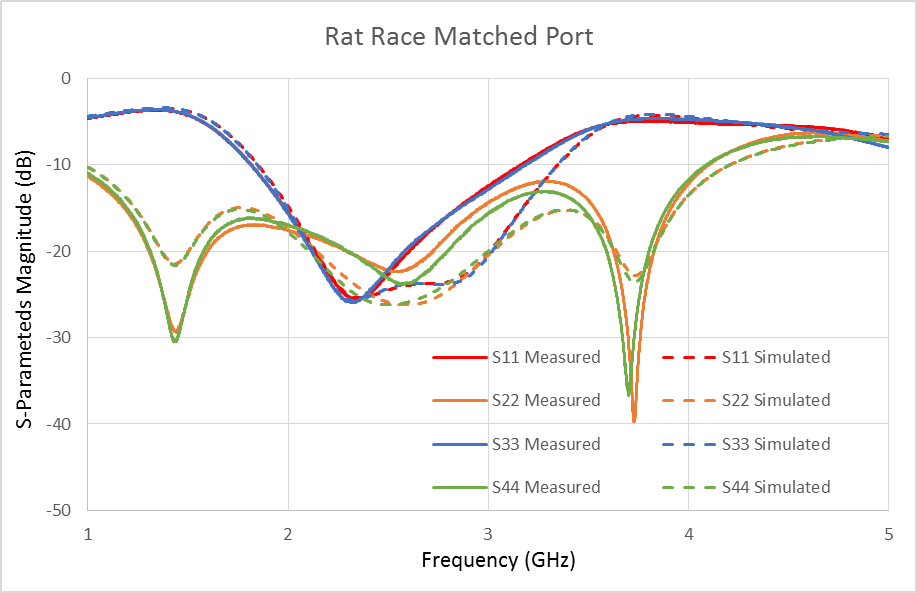 Rat Race Matched Port
0
-10
-20
-30
-40
-50
S-Parameteds Magnitude (dB)
S11 Measured S11 Simulated
S22 Measured S22 Simulated
S33 Measured S33 Simulated
S44 Measured S44 Simulated
1 2 3 4 5
Frequency (GHz)